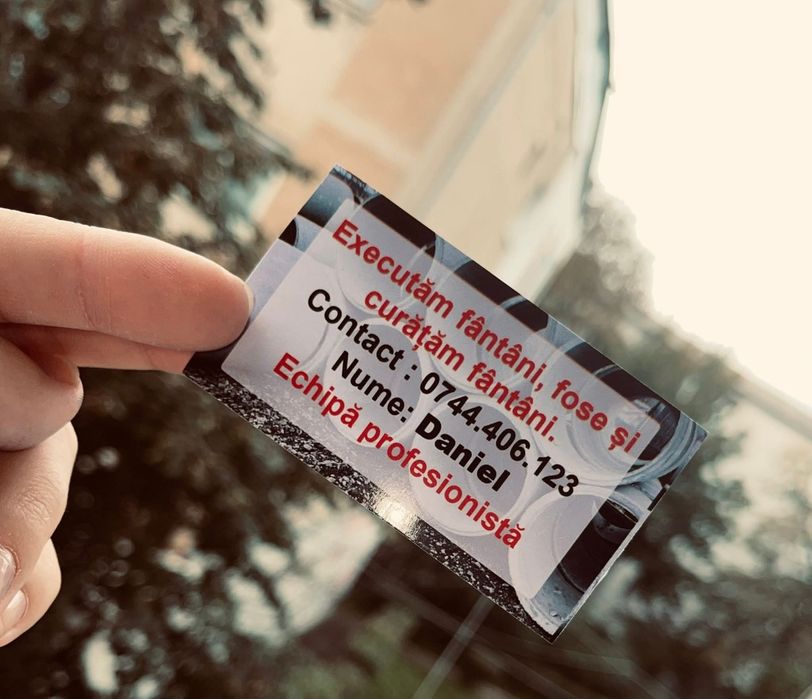 Executăm fântâni, fose și
curățăm fântâni.
Contact : 0744.406.123
Nume: Daniel
Echipă profesionistă